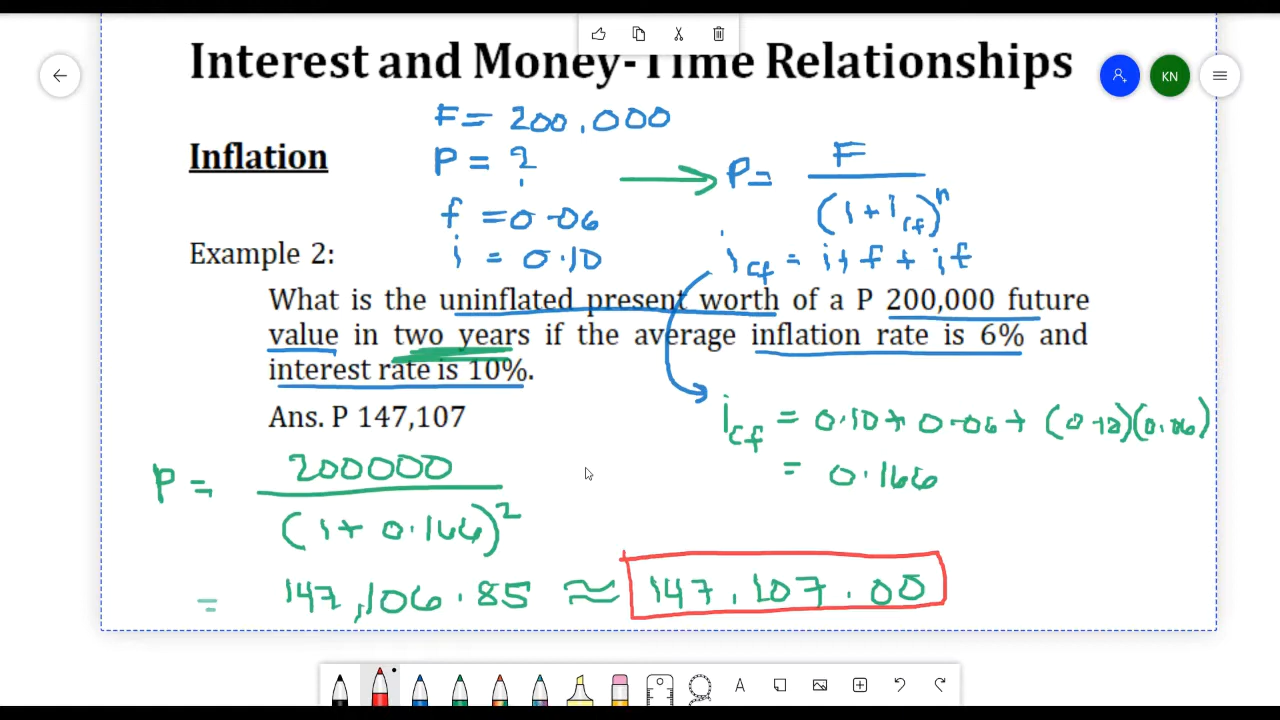 Interest and Money-Time Relationships
KN
F = 200,000
Inflation
P = ?
P = F / (1 + i_cf)^n
f = 0.06
Example 2:
i = 0.10
i_cf = i + f + if
What is the uninflated present worth of a P 200,000 future
value in two years if the average inflation rate is 6% and
interest rate is 10%.
Ans. P 147,107
i_cf = 0.10 + 0.06 + (0.10)(0.06)
= 0.166
P = 200000 / (1 + 0.166)^2
= 147,106.85 ≈ 147,107.00
A